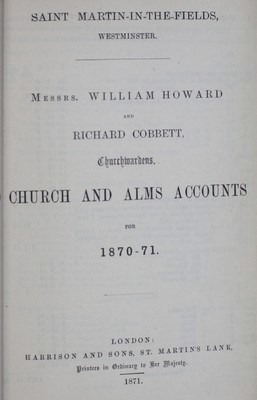 SAINT MARTIN-IN-THE-FIELDS,
WESTMINSTER.
MESSRS. WILLIAM HOWARD
AND
RICHARD COBBETT,
Churchwardens.
CHURCH AND ALMS ACCOUNTS
FOR
1870-71.
LONDON:
HARRISON AND SONS, ST. MARTIN'S LANE,
Printers in Ordinary to Her Majesty.
1871.